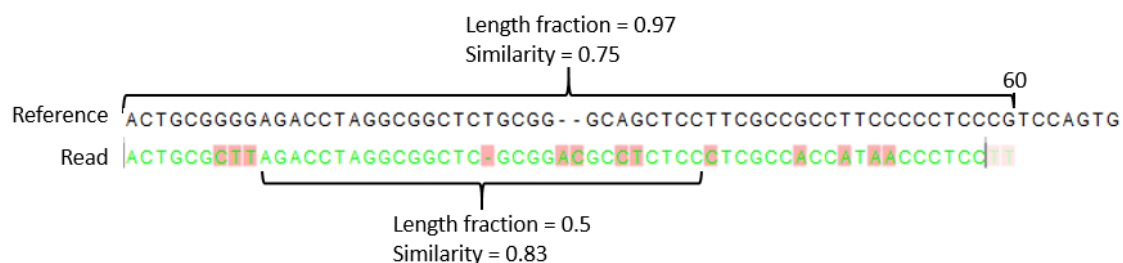 Length fraction = 0.97
Similarity = 0.75
60
Reference ACTGCGGGGAGACCTAGGCGGCTCTGCGG--GCAGCTCCTTCGCCGCCTTCCCCCTCCCGTCCAGTG
Read ACTGCGCTTAGACCTAGGCGGCTC-GCGGACGCCTCTCCCTCGCCACCATAACCCTCCTT
Length fraction = 0.5
Similarity = 0.83